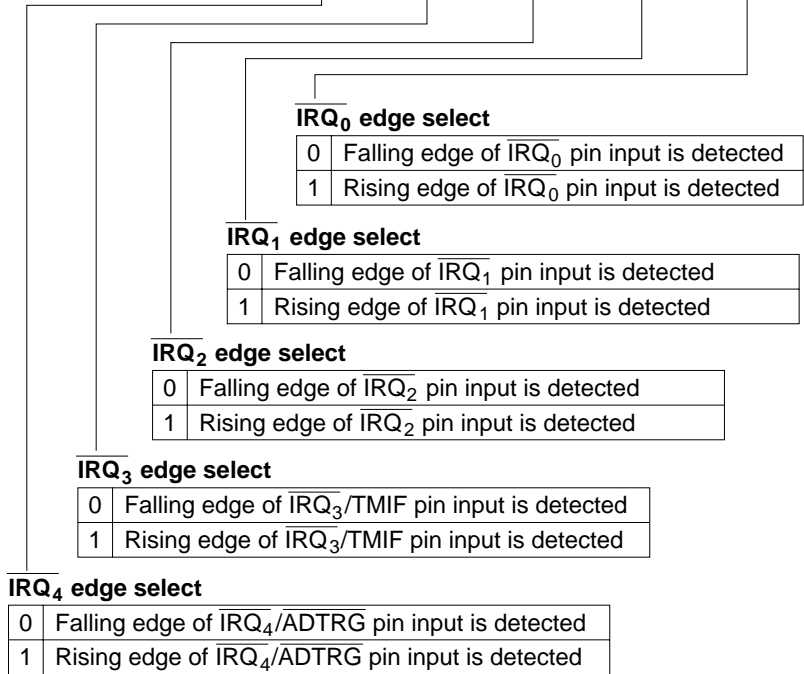 IRQ0 edge select
0 Falling edge of IRQ0 pin input is detected
1 Rising edge of IRQ0 pin input is detected
IRQ1 edge select
0 Falling edge of IRQ1 pin input is detected
1 Rising edge of IRQ1 pin input is detected
IRQ2 edge select
0 Falling edge of IRQ2 pin input is detected
1 Rising edge of IRQ2 pin input is detected
IRQ3 edge select
0 Falling edge of IRQ3/TMIF pin input is detected
1 Rising edge of IRQ3/TMIF pin input is detected
IRQ4 edge select
0 Falling edge of IRQ4/ADTRG pin input is detected
1 Rising edge of IRQ4/ADTRG pin input is detected